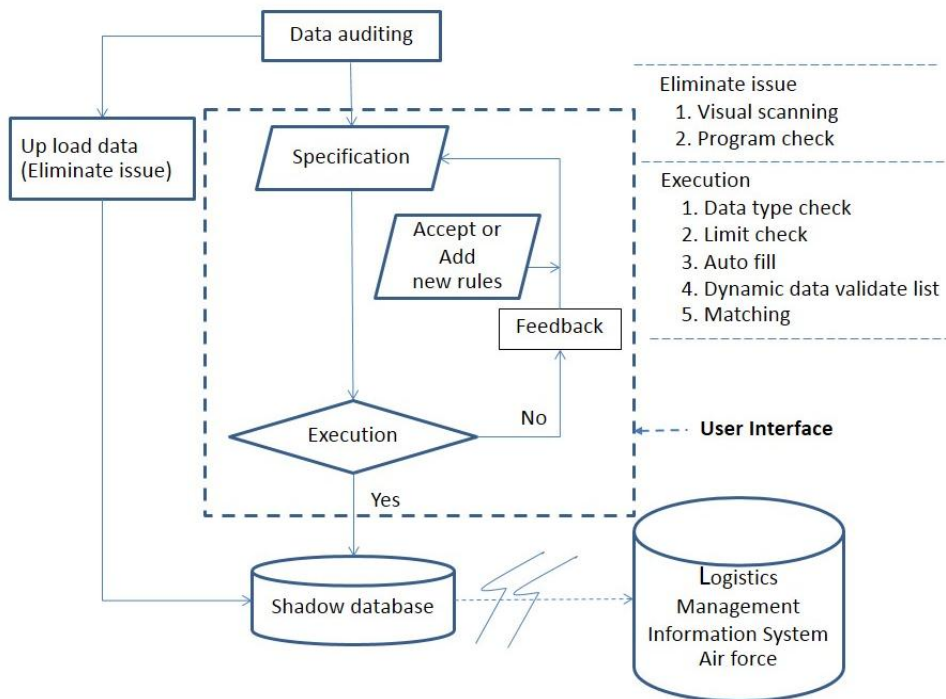 Data auditing
Up load data
(Eliminate issue)
Specification
Accept or
Add
new rules
Feedback
No
Execution
Yes
Shadow database
Eliminate issue
1. Visual scanning
2. Program check
Execution
1. Data type check
2. Limit check
3. Auto fill
4. Dynamic data validate list
5. Matching
User Interface
Logistics
Management
Information System
Air force